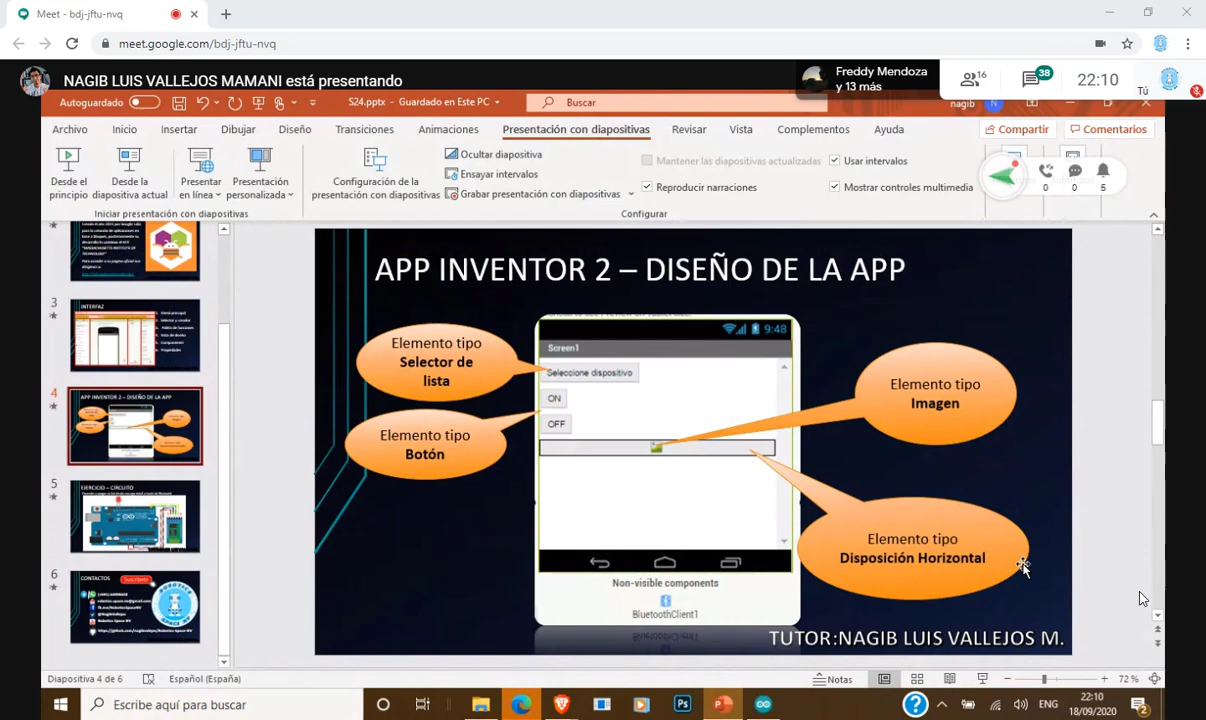 Meet - bdj-jftu-nvq
meet.google.com/bdj-jftu-nvq
NAGIB LUIS VALLEJOS MAMANI está presentando
Freddy Mendoza
y 13 más
16
38
22:10
Tú
Autoguardado
S24.pptx - Guardado en Este PC
Buscar
nagib
N
Archivo
Inicio
Insertar
Dibujar
Diseño
Transiciones
Animaciones
Presentación con diapositivas
Revisar
Vista
Complementos
Ayuda
Compartir
Comentarios
Desde el
principio
Desde la
diapositiva actual
Presentar
en línea
Presentación
personalizada
Configuración de la
presentación con diapositivas
Ocultar diapositiva
Ensayar intervalos
Grabar presentación con diapositivas
Mantener las diapositivas actualizadas
Reproducir narraciones
Usar intervalos
Mostrar controles multimedia
0
0
5
Iniciar presentación con diapositivas
Configurar
3
INTERFAZ
4
APP INVENTOR 2 – DISEÑO DE LA APP
5
EJERCICIO – CIRCUITO
6
CONTACTOS
APP INVENTOR 2 – DISEÑO DE LA APP
Elemento tipo
Selector de
lista
Elemento tipo
Botón
9:48
Screen1
Seleccione dispositivo
ON
OFF
Non-visible components
BluetoothClient1
Elemento tipo
Imagen
Elemento tipo
Disposición Horizontal
TUTOR:NAGIB LUIS VALLEJOS M.
Diapositiva 4 de 6
Español (España)
Notas
72 %
Escribe aquí para buscar
ENG
22:10
18/09/2020
2